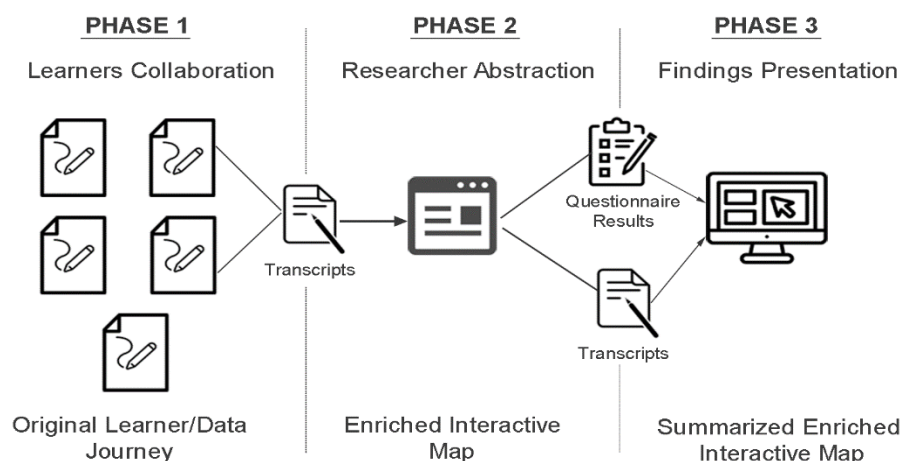 PHASE 1
Learners Collaboration
PHASE 2
Researcher Abstraction
PHASE 3
Findings Presentation
Transcripts
Questionnaire
Results
Transcripts
Original Learner/Data
Journey
Enriched Interactive
Map
Summarized Enriched
Interactive Map